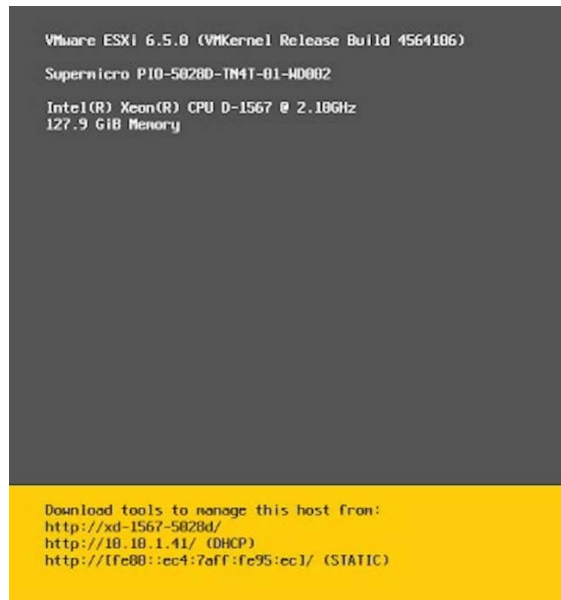 VMware ESXi 6.5.0 (VMKernel Release Build 4564106)
Supermicro PIO-5028D-TN4T-01-WD002
Intel(R) Xeon(R) CPU D-1567 @ 2.10GHz
127.9 GiB Memory
Download tools to manage this host from:
http://xd-1567-5028d/
http://10.10.1.41/ (DHCP)
http://[fe80::ec4:7aff:fe95:ec]/ (STATIC)